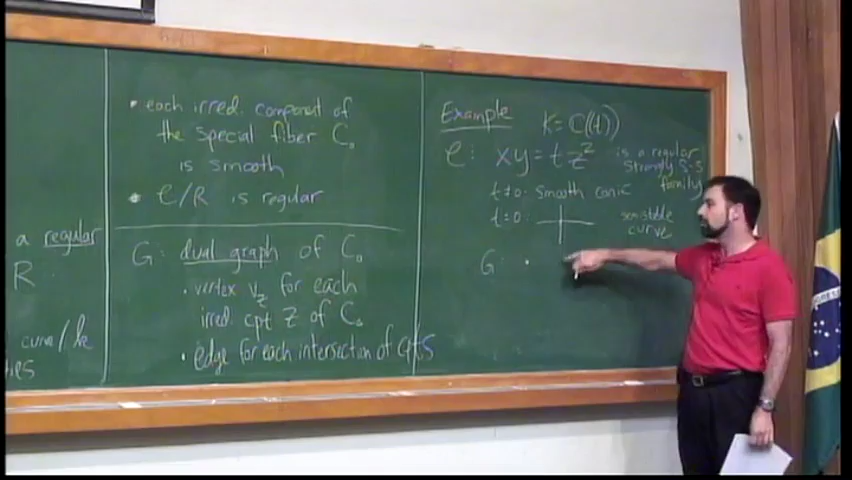 a regular
R
curve/k
• each irred. component of
the special fiber C₀
is smooth
• C/R is regular
G: dual graph of C₀
• vertex v_Z for each
irred. cpt Z of C₀
• edge for each intersection of cpts
Example K = C((t))
C: xy = tz² is a regular
strongly s-s
family
t≠0: Smooth conic
t=0: semistable
curve
G: